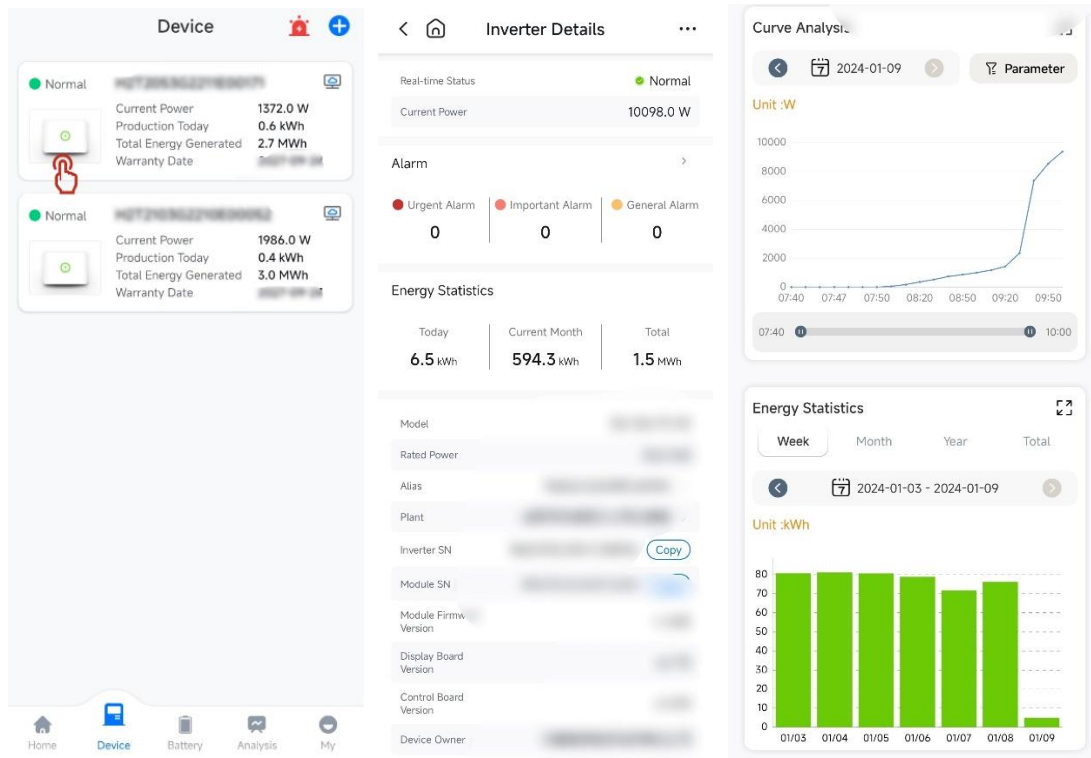 Device
Normal
Current Power 1372.0 W
Production Today 0.6 kWh
Total Energy Generated 2.7 MWh
Warranty Date
Normal
Current Power 1986.0 W
Production Today 0.4 kWh
Total Energy Generated 3.0 MWh
Warranty Date
Home Device Battery Analysis My
Inverter Details
Real-time Status Normal
Current Power 10098.0 W
Alarm
Urgent Alarm Important Alarm General Alarm
0 0 0
Energy Statistics
Today Current Month Total
6.5 kWh 594.3 kWh 1.5 MWh
Model
Rated Power
Alias
Plant
Inverter SN Copy
Module SN
Module
Version
Display Board
Version
Control Board
Version
Device Owner
Curve
7 2024-01-09 Parameter
Unit :W
10000
8000
6000
4000
2000
0
07:40 07:47 07:50 08:20 08:50 09:20 09:50
07:40 10:00
Energy Statistics
Week Month Year Total
7 2024-01-03 - 2024-01-09
Unit :kWh
80
70
60
50
40
30
20
10
0
01/03 01/04 01/05 01/06 01/07 01/08 01/09